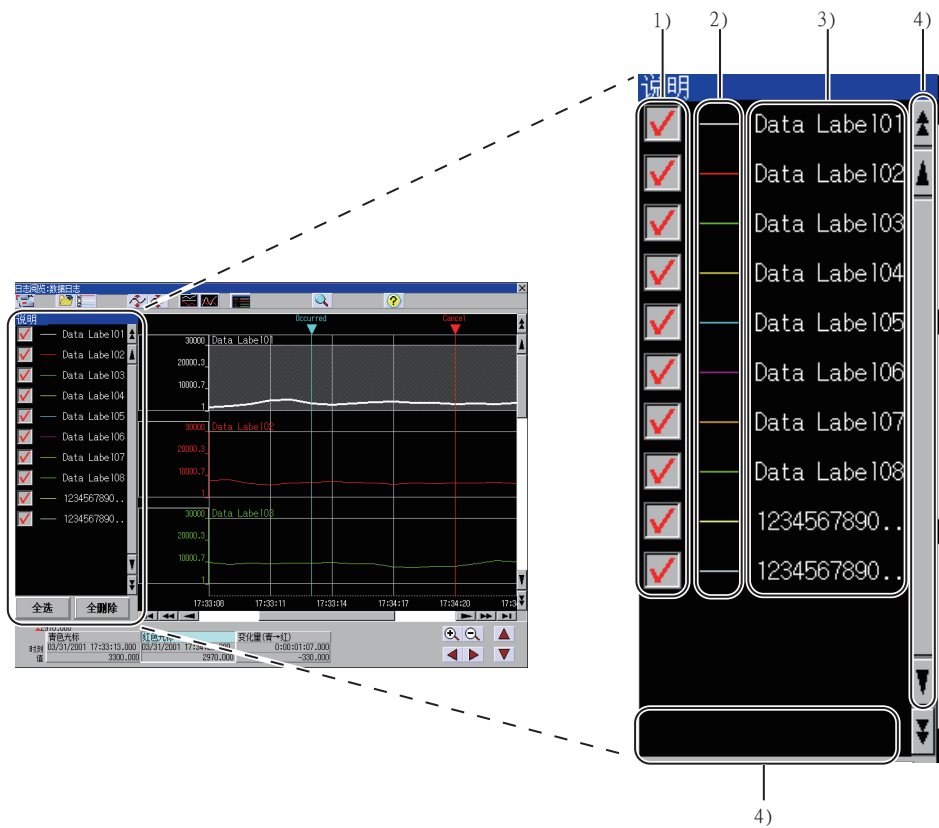 1)
2)
3)
4)
说明
Data Label01
Data Label02
Data Label03
Data Label04
Data Label05
Data Label06
Data Label07
Data Label08
1234567890..
1234567890..
4)
日志阅览:数据日志
说明
Data Label01
Data Label02
Data Label03
Data Label04
Data Label05
Data Label06
Data Label07
Data Label08
1234567890..
1234567890..
全选 全删除
Occurred Cancel
30000 Data Label01
20000.3
10000.7
1
30000 Data Label02
20000.3
10000.7
1
30000 Data Label03
20000.3
10000.7
1
17:33:08 17:33:11 17:33:14 17:34:17 17:34:20
青色光标 变化量(青→红)
时刻 03/31/2001 17:33:13.000 03/31/2001 0:00:01:07.000
值 3300.000 2970.000 -330.000